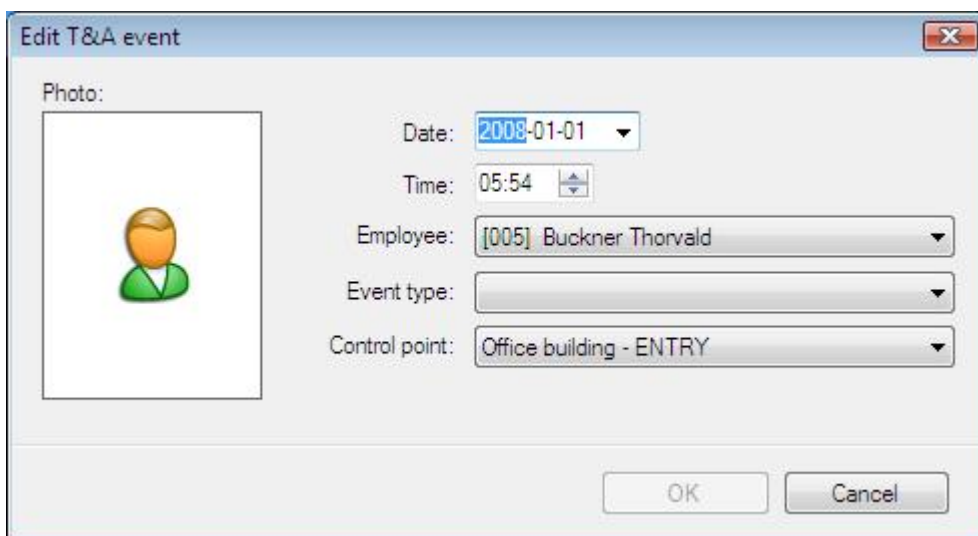 Edit T&A event
Photo:
Date: 2008-01-01
Time: 05:54
Employee: [005] Buckner Thorvald
Event type:
Control point: Office building - ENTRY
OK Cancel